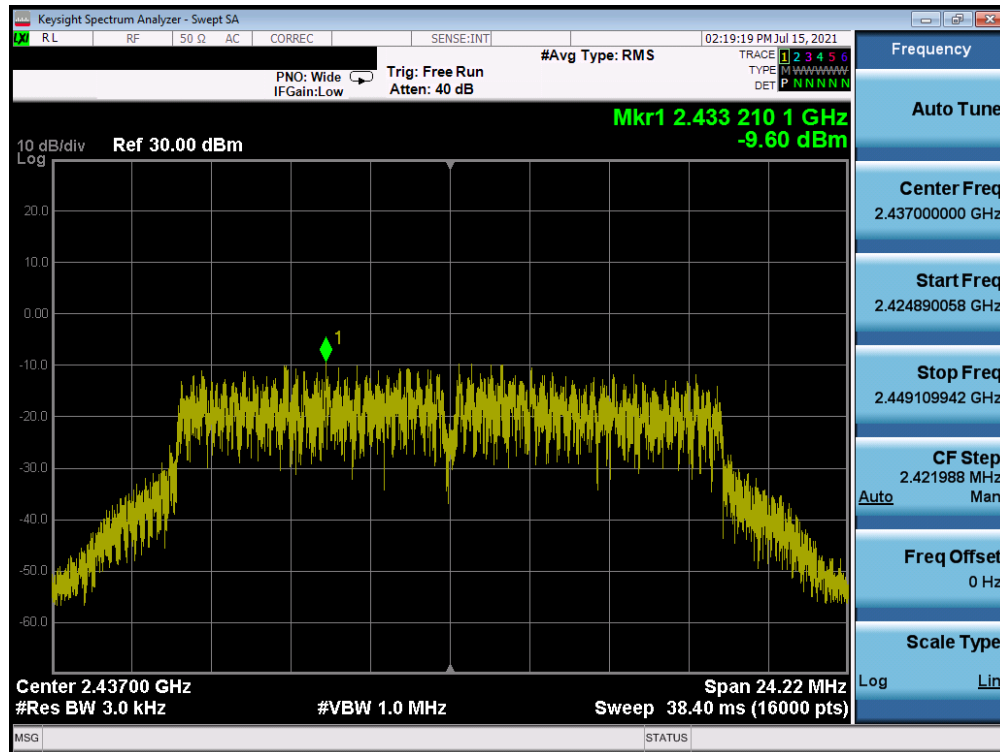 Keysight Spectrum Analyzer - Swept SA
LXI RL RF 50 Ω AC CORREC SENSE:INT 02:19:19 PM Jul 15, 2021
#Avg Type: RMS TRACE 1 2 3 4 5 6
PNO: Wide Trig: Free Run TYPE M WWWWW
IFGain:Low Atten: 40 dB DET P N N N N N
Mkr1 2.433 210 1 GHz
-9.60 dBm
10 dB/div Ref 30.00 dBm
Log
1
20.0
10.0
0.00
-10.0
-20.0
-30.0
-40.0
-50.0
-60.0
Center 2.43700 GHz Span 24.22 MHz
#Res BW 3.0 kHz #VBW 1.0 MHz Sweep 38.40 ms (16000 pts)
MSG STATUS
Frequency
Auto Tune
Center Freq
2.437000000 GHz
Start Freq
2.424890058 GHz
Stop Freq
2.449109942 GHz
CF Step
2.421988 MHz
Auto Man
Freq Offset
0 Hz
Scale Type
Log Lin